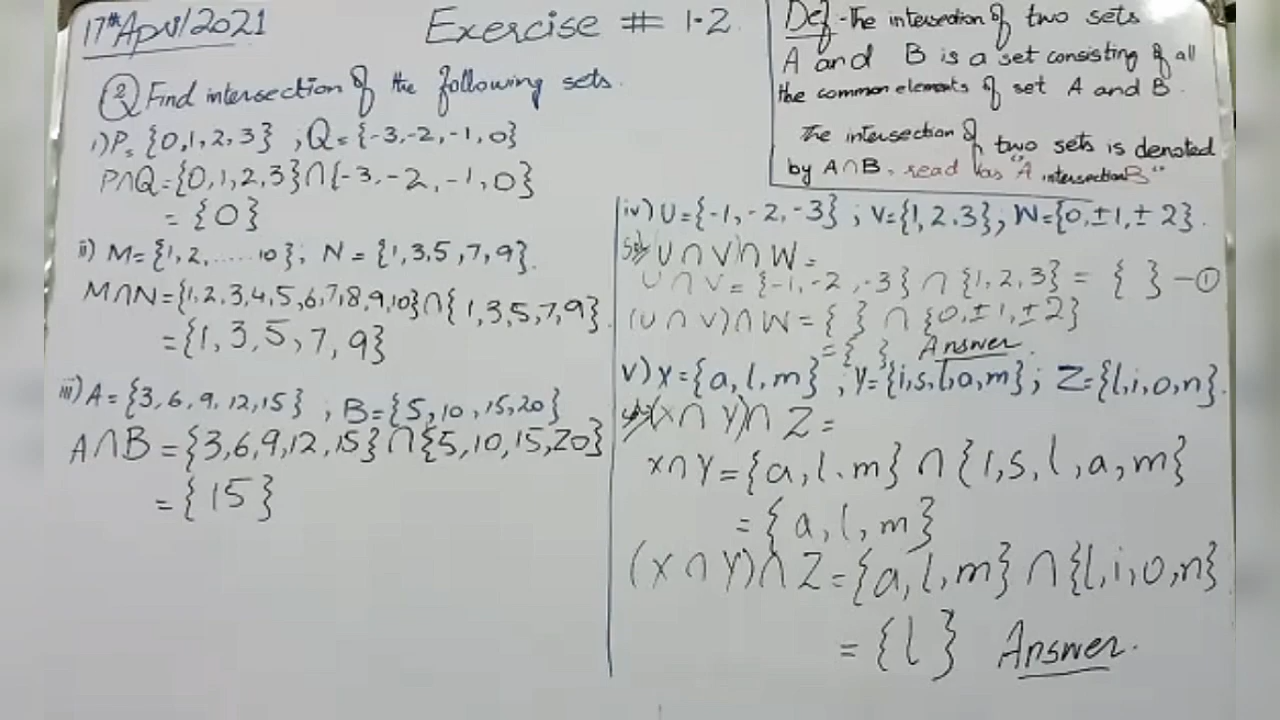 17th April 2021
Exercise # 1.2
Def - The intersection of two sets
A and B is a set consisting of all
the common elements of set A and B.
The intersection of two sets is denoted
by A∩B, read as "A intersection B"
Q2 Find intersection of the following sets.
i) P= {0,1,2,3} , Q={-3,-2,-1,0}
P∩Q={0,1,2,3}∩{-3,-2,-1,0}
= {0}
ii) M={1,2,.....10}; N = {1,3,5,7,9}.
M∩N={1,2,3,4,5,6,7,8,9,10}∩{1,3,5,7,9}.
={1,3,5,7,9}
iii) A={3,6,9,12,15} ; B={5,10,15,20}
A∩B={3,6,9,12,15}∩{5,10,15,20}
={15}
iv) U={-1,-2,-3} ; V={1,2,3}; W={0,±1,±2}.
Sol: U∩V)∩W=
U∩V={-1,-2,-3} ∩ {1,2,3} = { } —①
(U∩V)∩W={ } ∩ {0,±1,±2}
={ } Answer.
v) X={a,l,m} , Y={i,s,l,a,m}; Z={l,i,o,n}.
(X∩Y)∩Z=
X∩Y={a,l,m} ∩ {i,s,l,a,m}
={a,l,m}
(X∩Y)∩Z={a,l,m}∩{l,i,o,n}
={l} Answer.